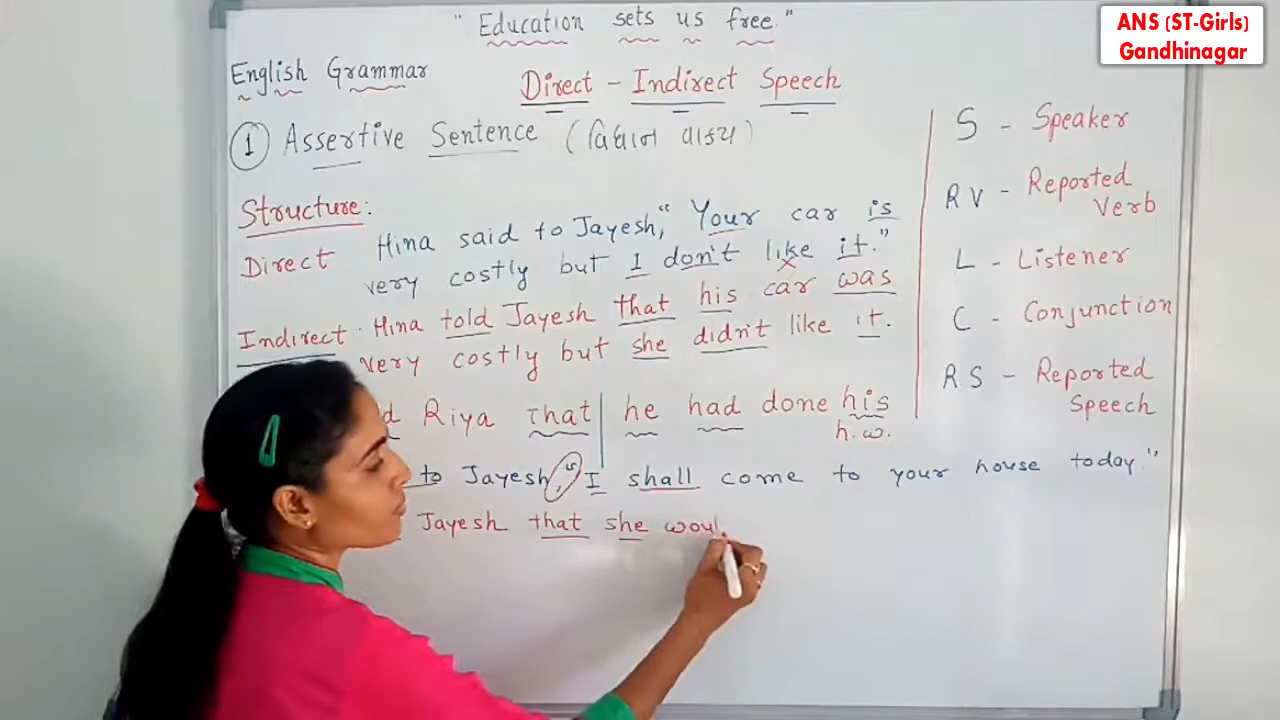 "Education sets us free."
ANS (ST-Girls)
Gandhinagar
English Grammar
Direct - Indirect Speech
① Assertive Sentence (વિધાન વાક્ય)
Structure:
Direct Hina said to Jayesh, "Your car is
very costly but I don't like it."
Indirect. Hina told Jayesh that his car was
very costly but she didn't like it.
d Riya that he had done his
h.w.
to Jayesh, "I shall come to your house today."
Jayesh that she woul
S - Speaker
RV - Reported
Verb
L - Listener
C - Conjunction
RS - Reported
Speech